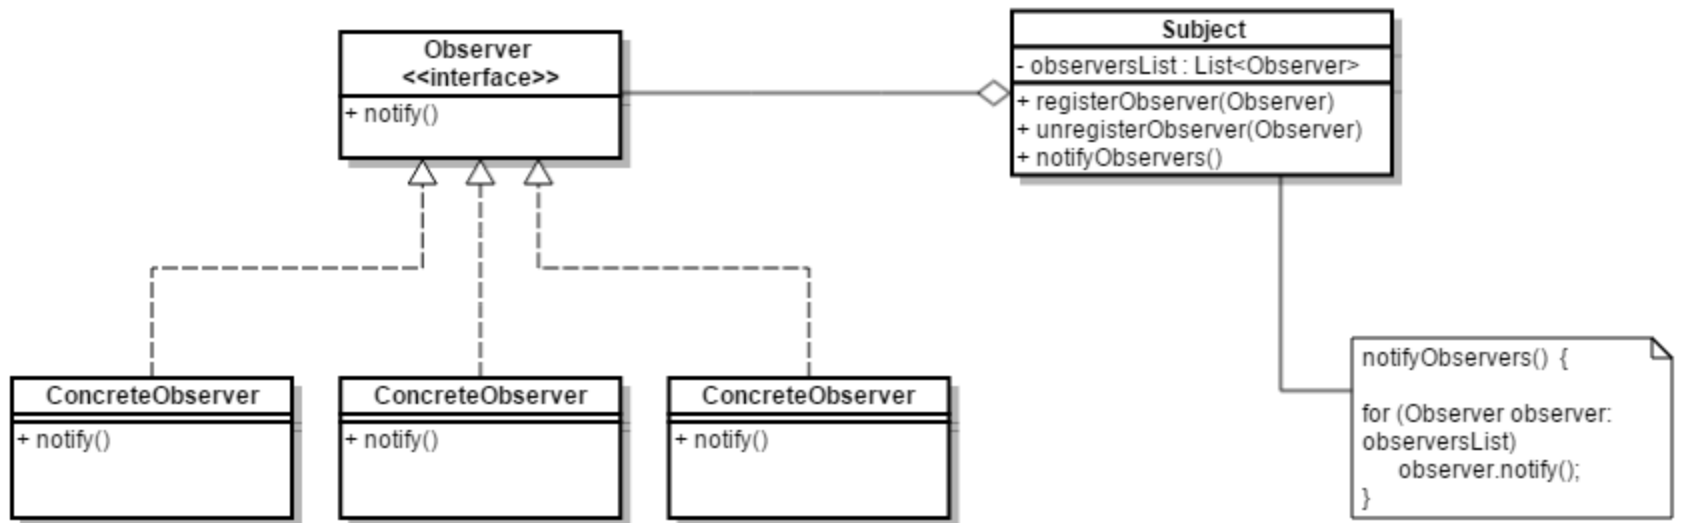 Observer
<<interface>>
+ notify()
Subject
- observersList : List<Observer>
+ registerObserver(Observer)
+ unregisterObserver(Observer)
+ notifyObservers()
ConcreteObserver
+ notify()
ConcreteObserver
+ notify()
ConcreteObserver
+ notify()
notifyObservers() {
for (Observer observer:
observersList)
observer.notify();
}